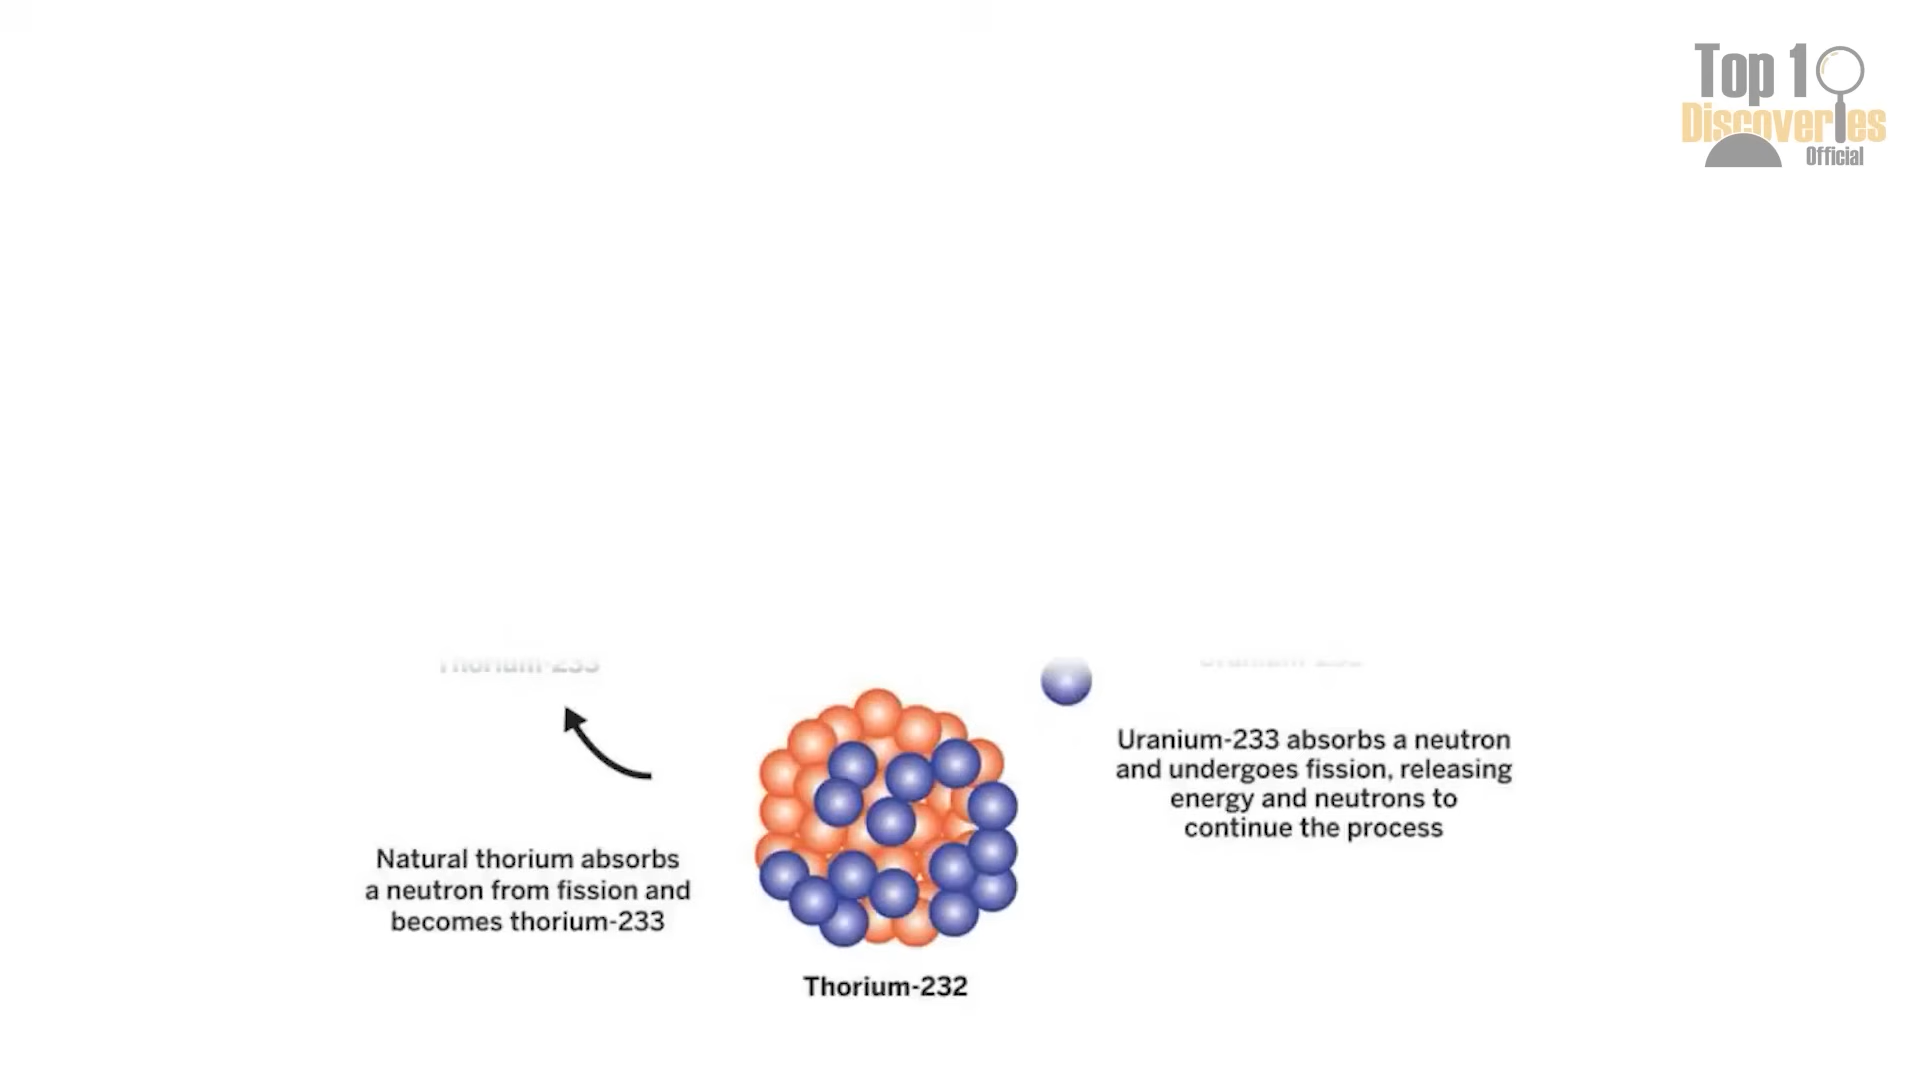 Top 10
Discoveries
Official
Uranium-233 absorbs a neutron
and undergoes fission, releasing
energy and neutrons to
continue the process
Natural thorium absorbs
a neutron from fission and
becomes thorium-233
Thorium-232